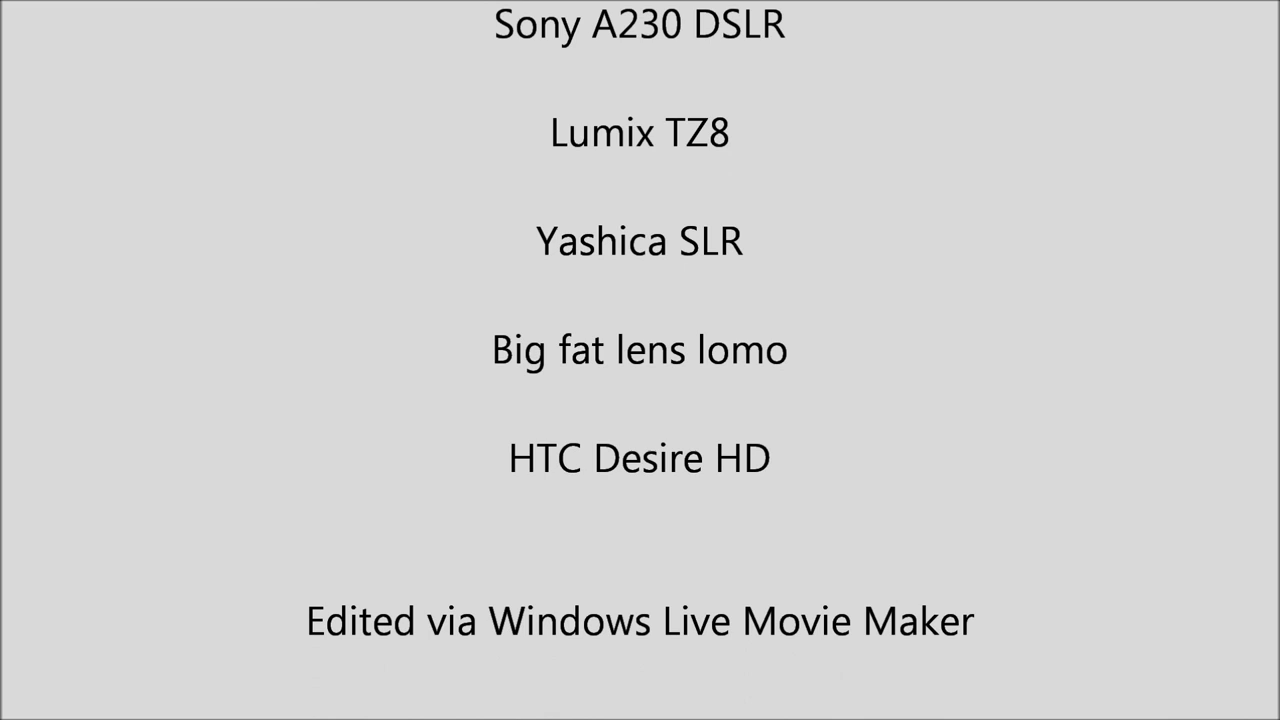 Sony A230 DSLR
Lumix TZ8
Yashica SLR
Big fat lens lomo
HTC Desire HD
Edited via Windows Live Movie Maker